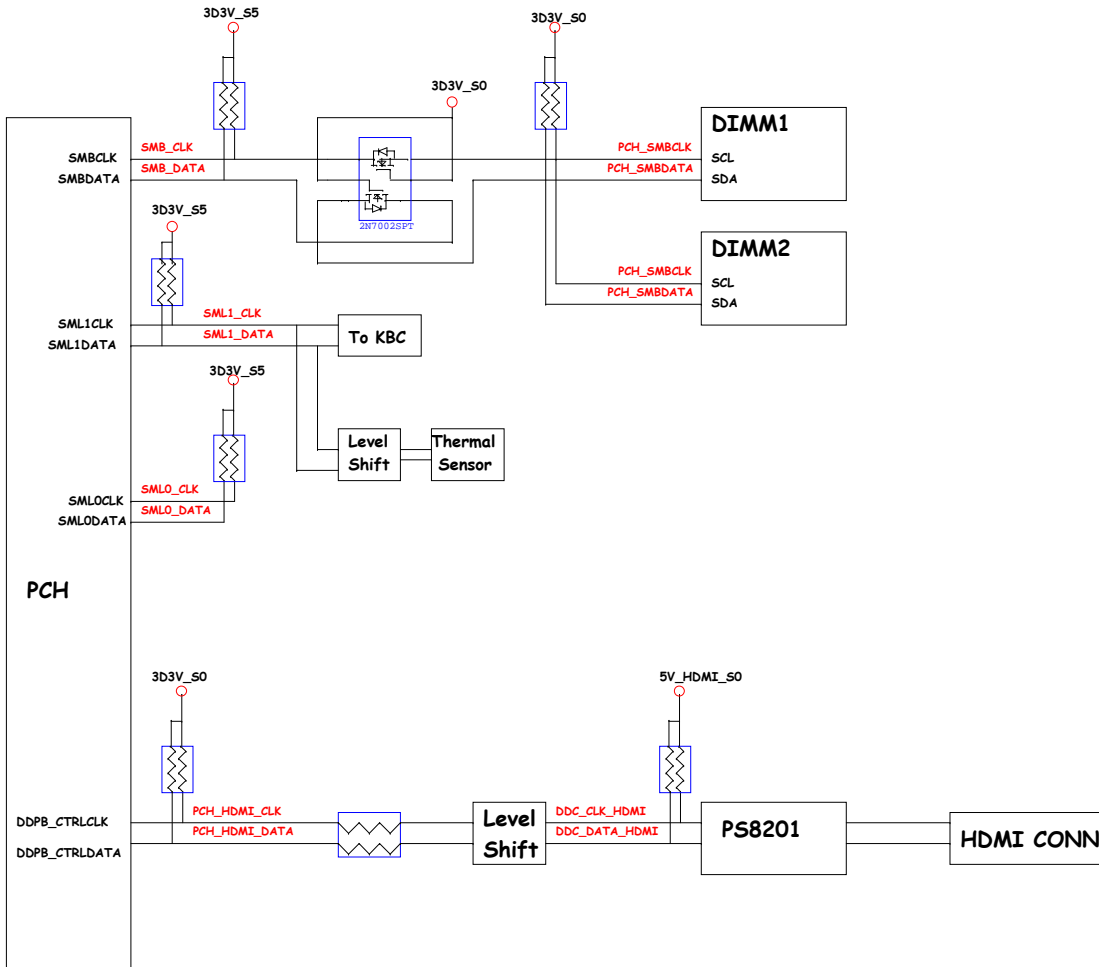 3D3V_S5
3D3V_S0
3D3V_S0
DIMM1
SMBCLK
SMB_CLK
PCH_SMBCLK
SCL
SMBDATA
SMB_DATA
PCH_SMBDATA
SDA
2N7002SPT
3D3V_S5
DIMM2
PCH_SMBCLK
SCL
PCH_SMBDATA
SDA
SML1CLK
SML1_CLK
SML1DATA
SML1_DATA
To KBC
3D3V_S5
Level
Shift
Thermal
Sensor
SML0CLK
SML0_CLK
SML0DATA
SML0_DATA
PCH
3D3V_S0
5V_HDMI_S0
DDPB_CTRLCLK
PCH_HDMI_CLK
DDPB_CTRLDATA
PCH_HDMI_DATA
Level
Shift
DDC_CLK_HDMI
DDC_DATA_HDMI
PS8201
HDMI CONN